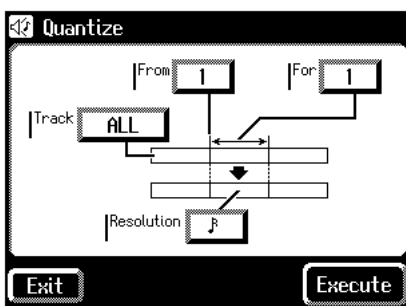 Quantize
From 1 For 1
Track ALL
Resolution
Exit Execute